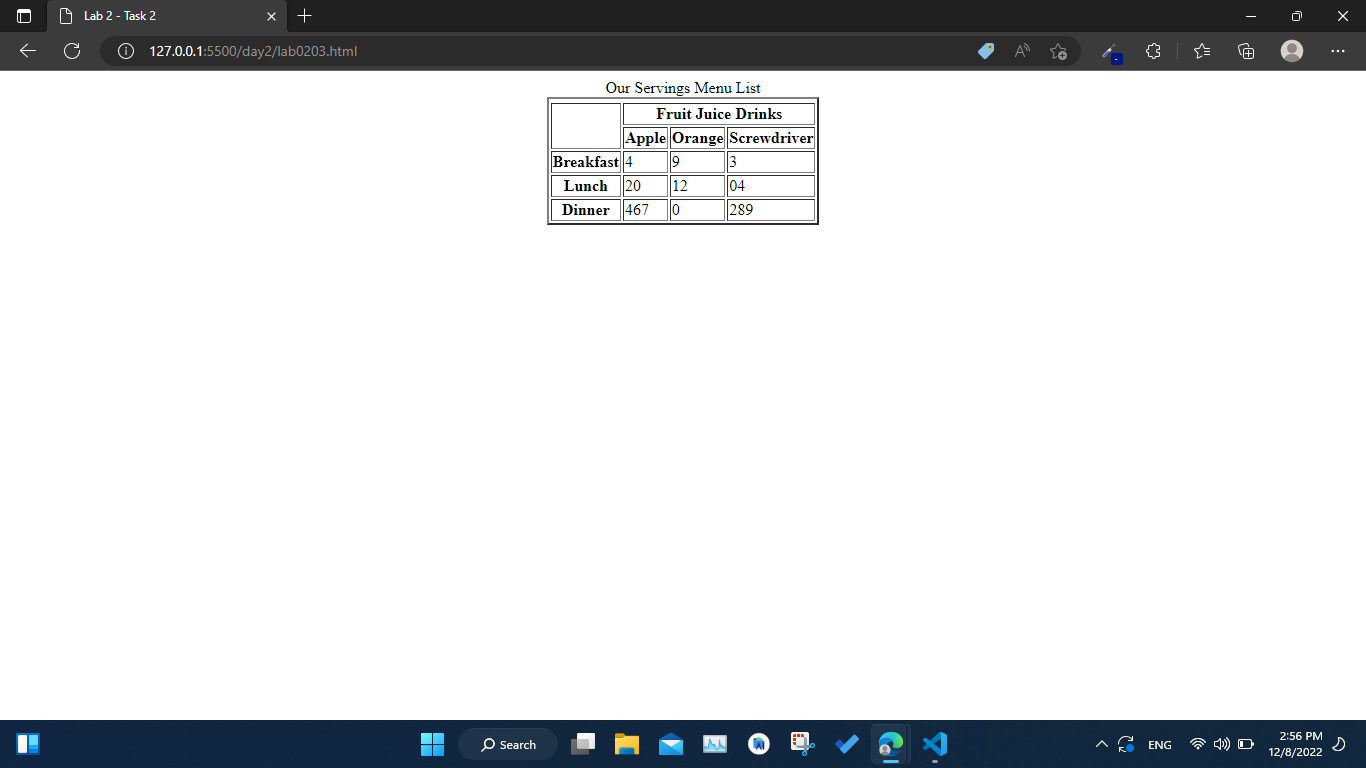 Lab 2 - Task 2
127.0.0.1:5500/day2/lab0203.html
Our Servings Menu List
Fruit Juice Drinks
Apple Orange Screwdriver
Breakfast 4 9 3
Lunch 20 12 04
Dinner 467 0 289
Search ENG 2:56 PM
12/8/2022